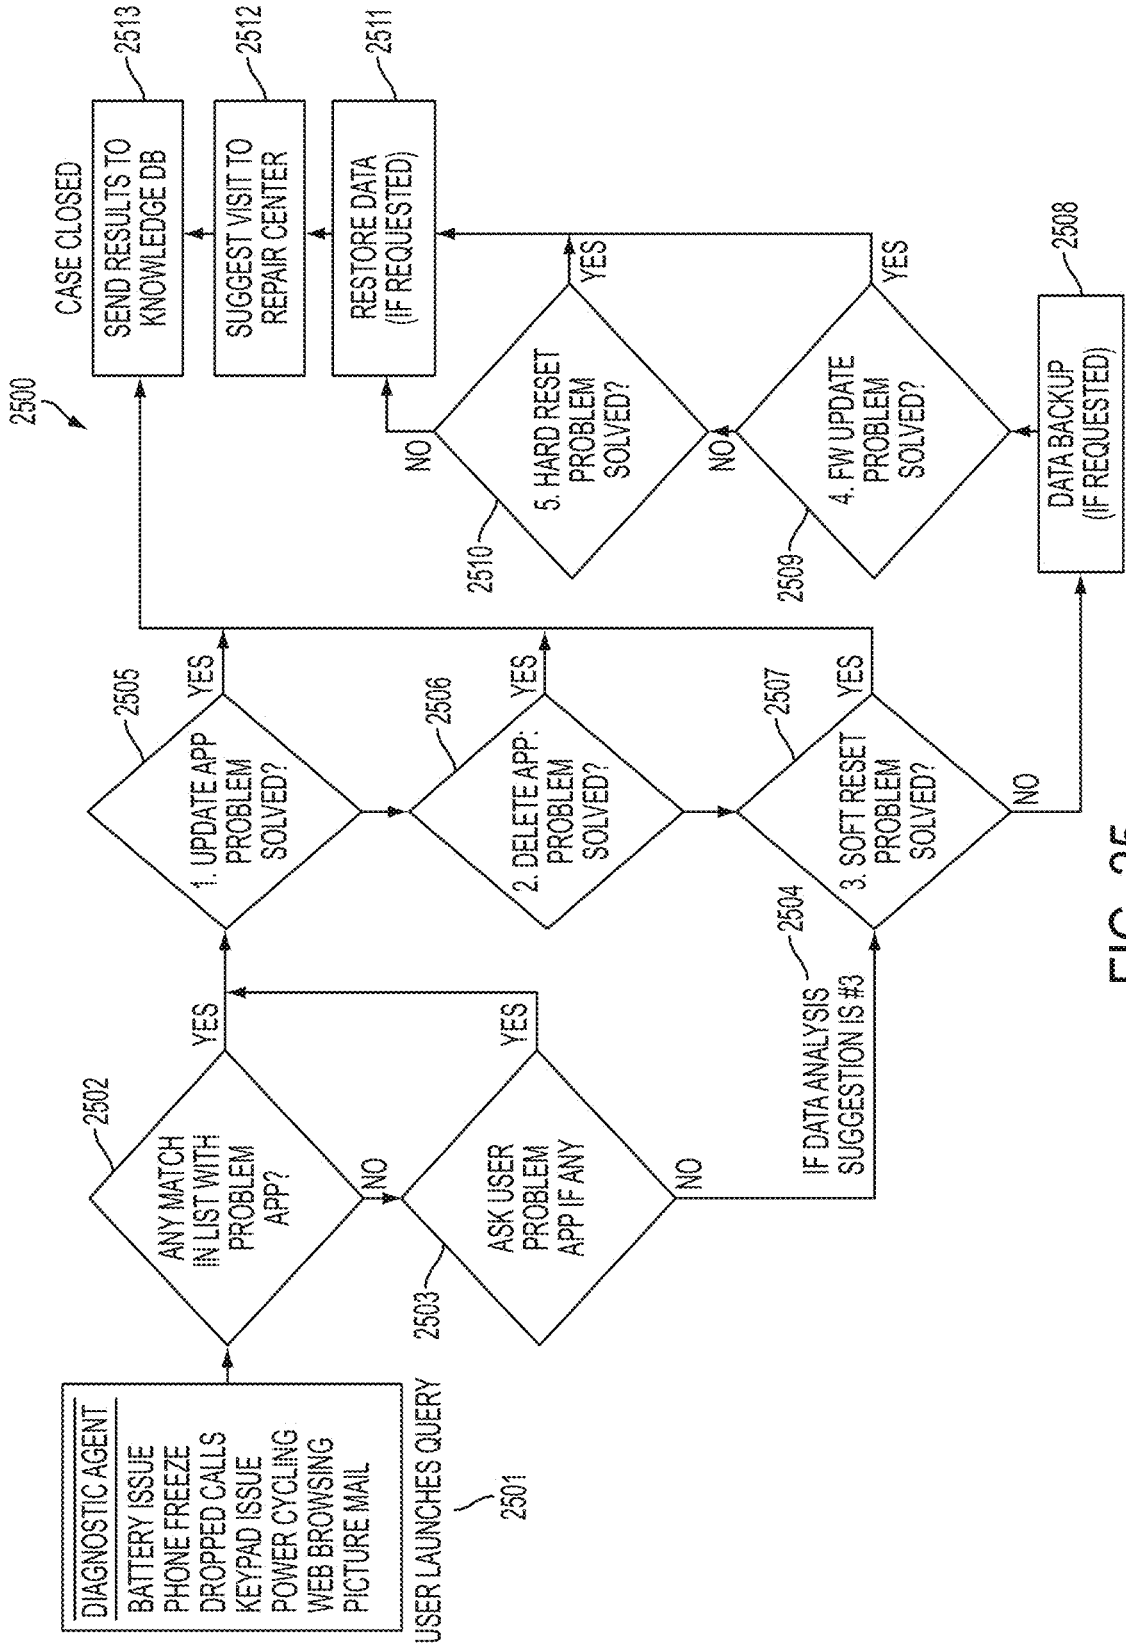 2500
DIAGNOSTIC AGENT
BATTERY ISSUE
PHONE FREEZE
DROPPED CALLS
KEYPAD ISSUE
POWER CYCLING
WEB BROWSING
PICTURE MAIL
USER LAUNCHES QUERY
2501
2502
ANY MATCH
IN LIST WITH
PROBLEM
APP?
YES
NO
2503
ASK USER
PROBLEM
APP IF ANY
YES
NO
IF DATA ANALYSIS
SUGGESTION IS #3
2504
2505
1. UPDATE APP
PROBLEM
SOLVED?
YES
2506
2. DELETE APP:
PROBLEM
SOLVED?
YES
2507
3. SOFT RESET
PROBLEM
SOLVED?
YES
NO
2508
DATA BACKUP
(IF REQUESTED)
2509
4. FW UPDATE
PROBLEM
SOLVED?
YES
NO
2510
5. HARD RESET
PROBLEM
SOLVED?
YES
NO
2511
RESTORE DATA
(IF REQUESTED)
2512
SUGGEST VISIT TO
REPAIR CENTER
2513
SEND RESULTS TO
KNOWLEDGE DB
CASE CLOSED